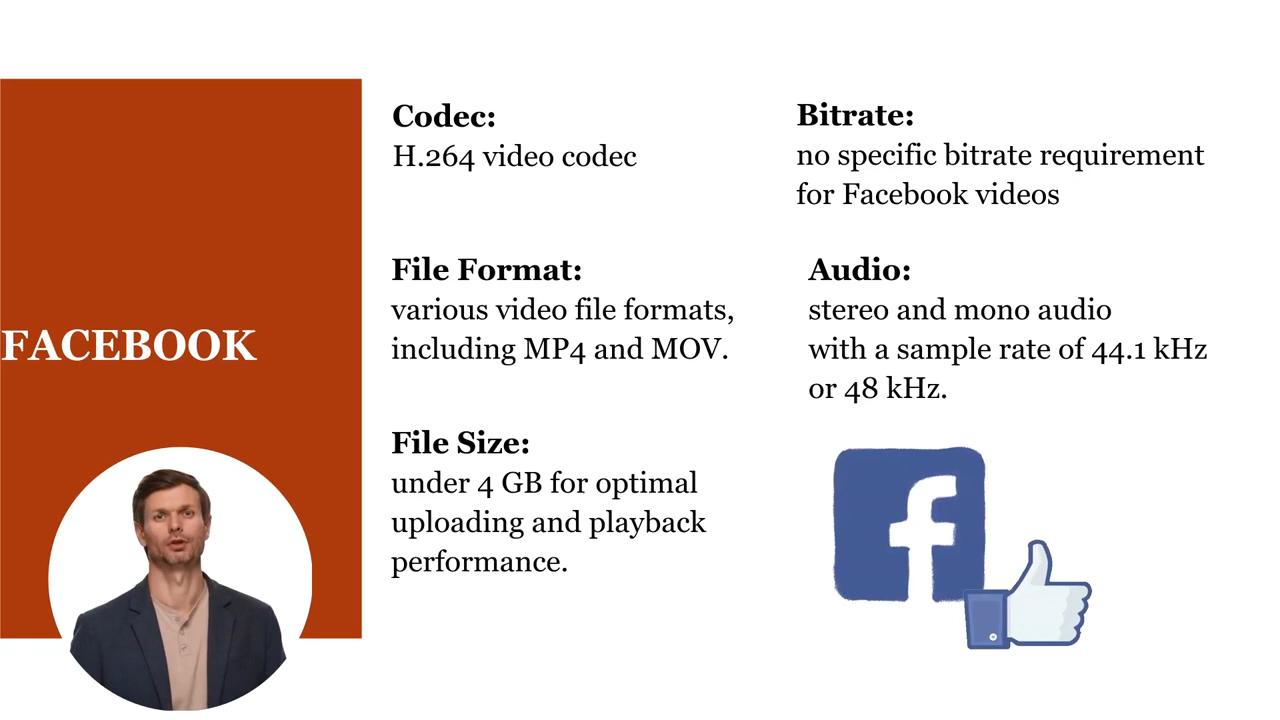 FACEBOOK
Codec:
H.264 video codec
File Format:
various video file formats,
including MP4 and MOV.
File Size:
under 4 GB for optimal
uploading and playback
performance.
Bitrate:
no specific bitrate requirement
for Facebook videos
Audio:
stereo and mono audio
with a sample rate of 44.1 kHz
or 48 kHz.